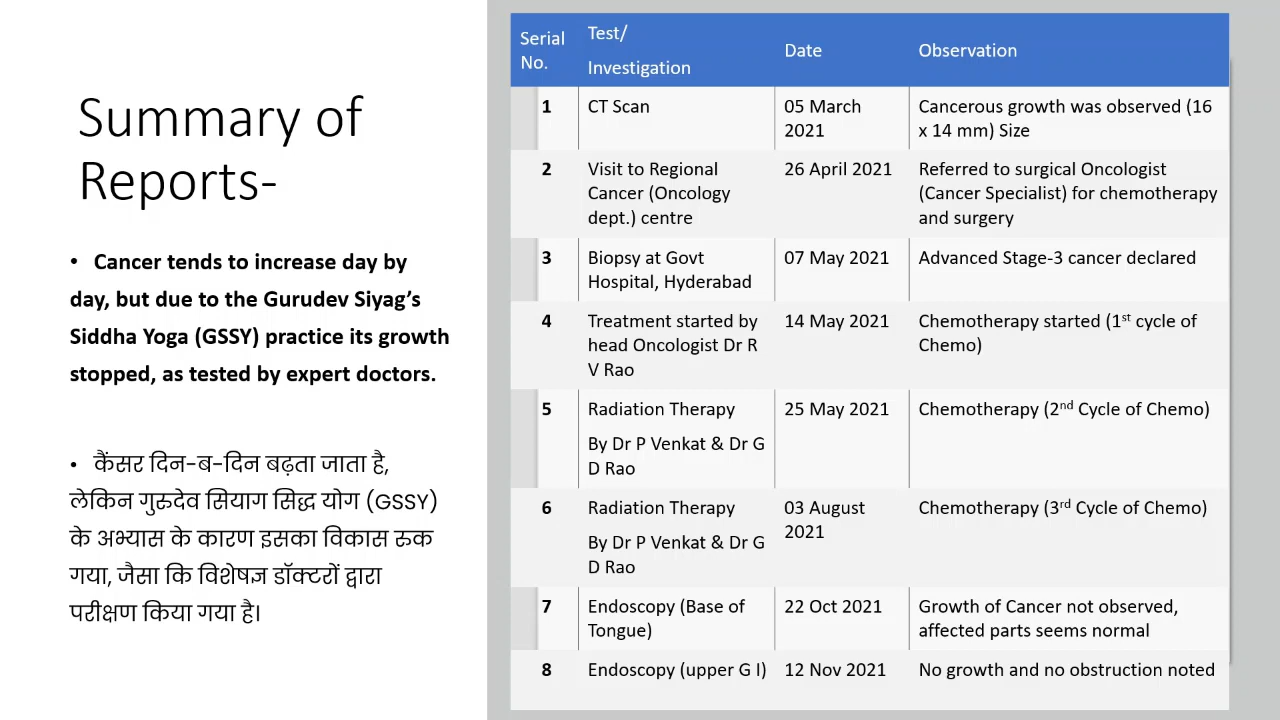 Summary of
Reports-
• Cancer tends to increase day by
day, but due to the Gurudev Siyag’s
Siddha Yoga (GSSY) practice its growth
stopped, as tested by expert doctors.
• कैंसर दिन-ब-दिन बढ़ता जाता है,
लेकिन गुरुदेव सियाग सिद्ध योग (GSSY)
के अभ्यास के कारण इसका विकास रुक
गया, जैसा कि विशेषज्ञ डॉक्टरों द्वारा
परीक्षण किया गया है।
Serial No. Test/ Investigation Date Observation
1 CT Scan 05 March 2021 Cancerous growth was observed (16 x 14 mm) Size
2 Visit to Regional Cancer (Oncology dept.) centre 26 April 2021 Referred to surgical Oncologist (Cancer Specialist) for chemotherapy and surgery
3 Biopsy at Govt Hospital, Hyderabad 07 May 2021 Advanced Stage-3 cancer declared
4 Treatment started by head Oncologist Dr R V Rao 14 May 2021 Chemotherapy started (1st cycle of Chemo)
5 Radiation Therapy By Dr P Venkat & Dr G D Rao 25 May 2021 Chemotherapy (2nd Cycle of Chemo)
6 Radiation Therapy By Dr P Venkat & Dr G D Rao 03 August 2021 Chemotherapy (3rd Cycle of Chemo)
7 Endoscopy (Base of Tongue) 22 Oct 2021 Growth of Cancer not observed, affected parts seems normal
8 Endoscopy (upper G I) 12 Nov 2021 No growth and no obstruction noted